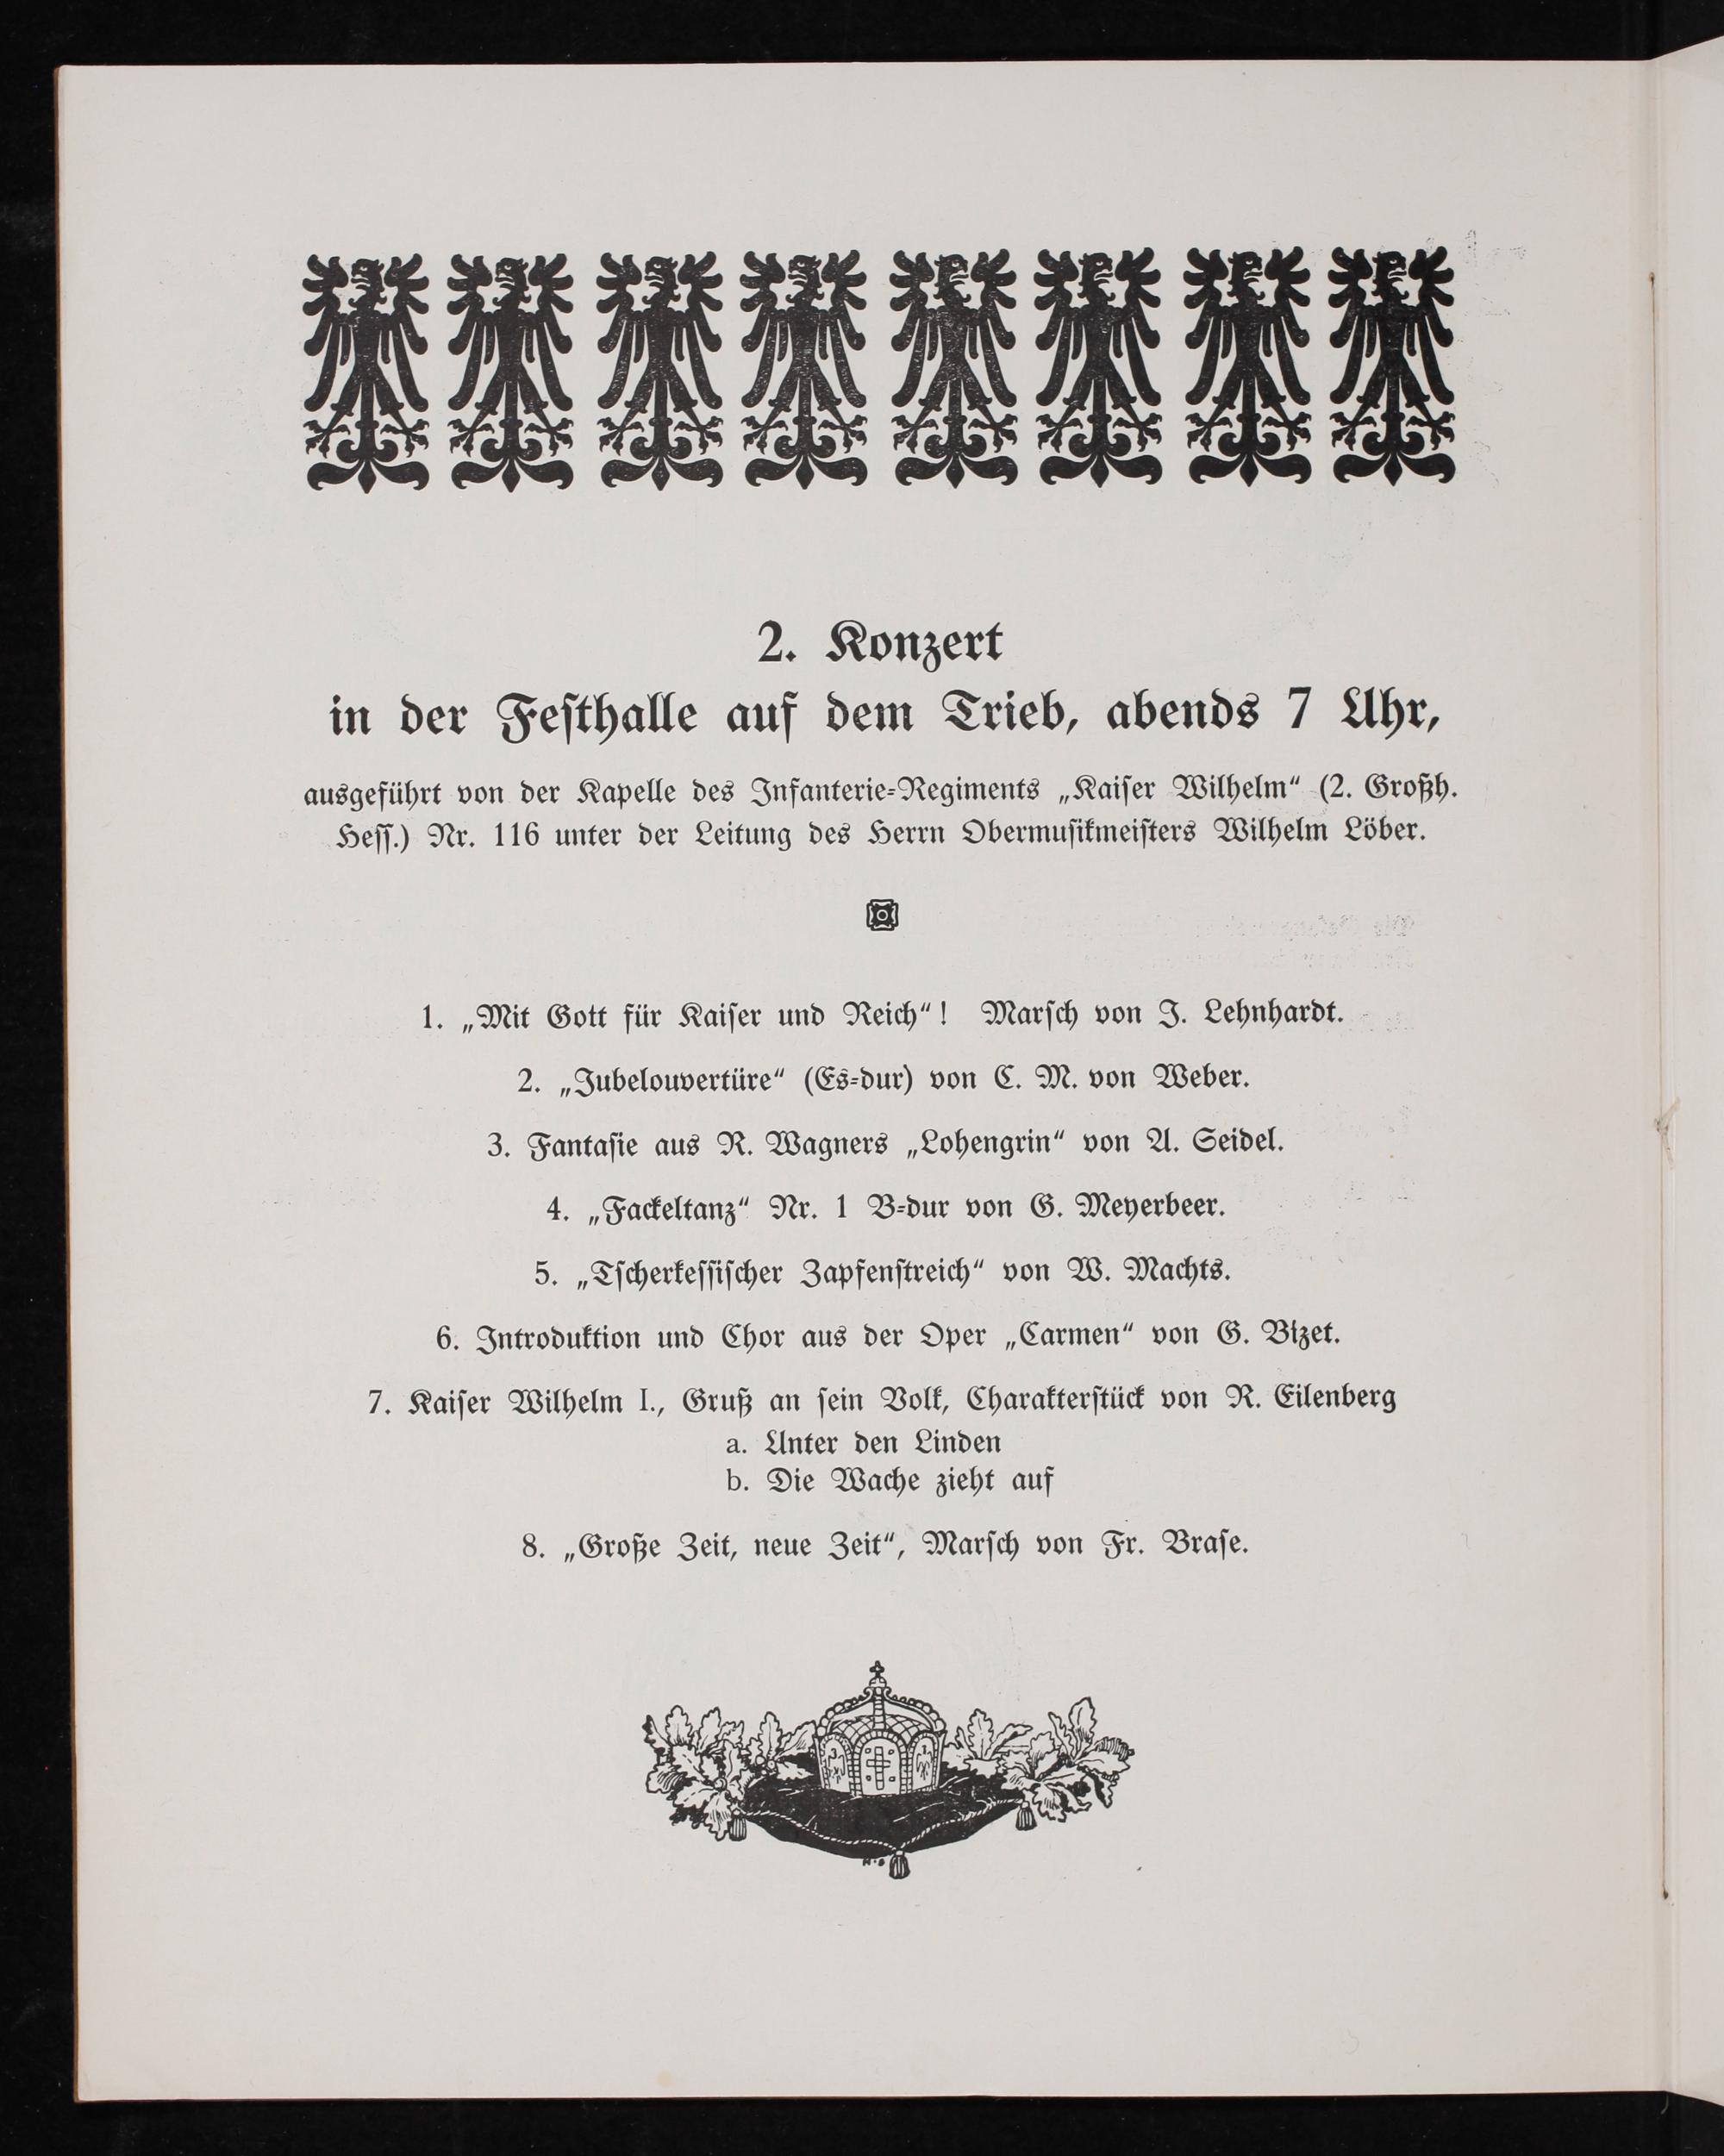 2. Konzert
in der Festhalle auf dem Trieb, abends 7 Uhr,
ausgeführt von der Kapelle des Infanterie-Regiments „Kaiser Wilhelm“ (2. Großh.
Hess.) Nr. 116 unter der Leitung des Herrn Obermusikmeisters Wilhelm Löber.
1. „Mit Gott für Kaiser und Reich“! Marsch von J. Lehnhardt.
2. „Jubelouvertüre“ (Es-dur) von C. M. von Weber.
3. Fantasie aus R. Wagners „Lohengrin“ von A. Seidel.
4. „Fackeltanz“ Nr. 1 B-dur von G. Meyerbeer.
5. „Tscherkessischer Zapfenstreich“ von W. Machts.
6. Introduktion und Chor aus der Oper „Carmen“ von G. Bizet.
7. Kaiser Wilhelm I., Gruß an sein Volk, Charakterstück von R. Eilenberg
a. Unter den Linden
b. Die Wache zieht auf
8. „Große Zeit, neue Zeit“, Marsch von Fr. Brase.